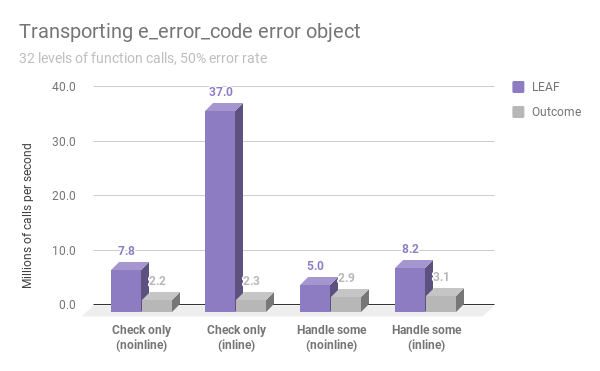 Transporting e_error_code error object
32 levels of function calls, 50% error rate
LEAF
Outcome
Millions of calls per second
40.0
30.0
20.0
10.0
0.0
7.8
2.2
37.0
2.3
5.0
2.9
8.2
3.1
Check only
(noinline)
Check only
(inline)
Handle some
(noinline)
Handle some
(inline)